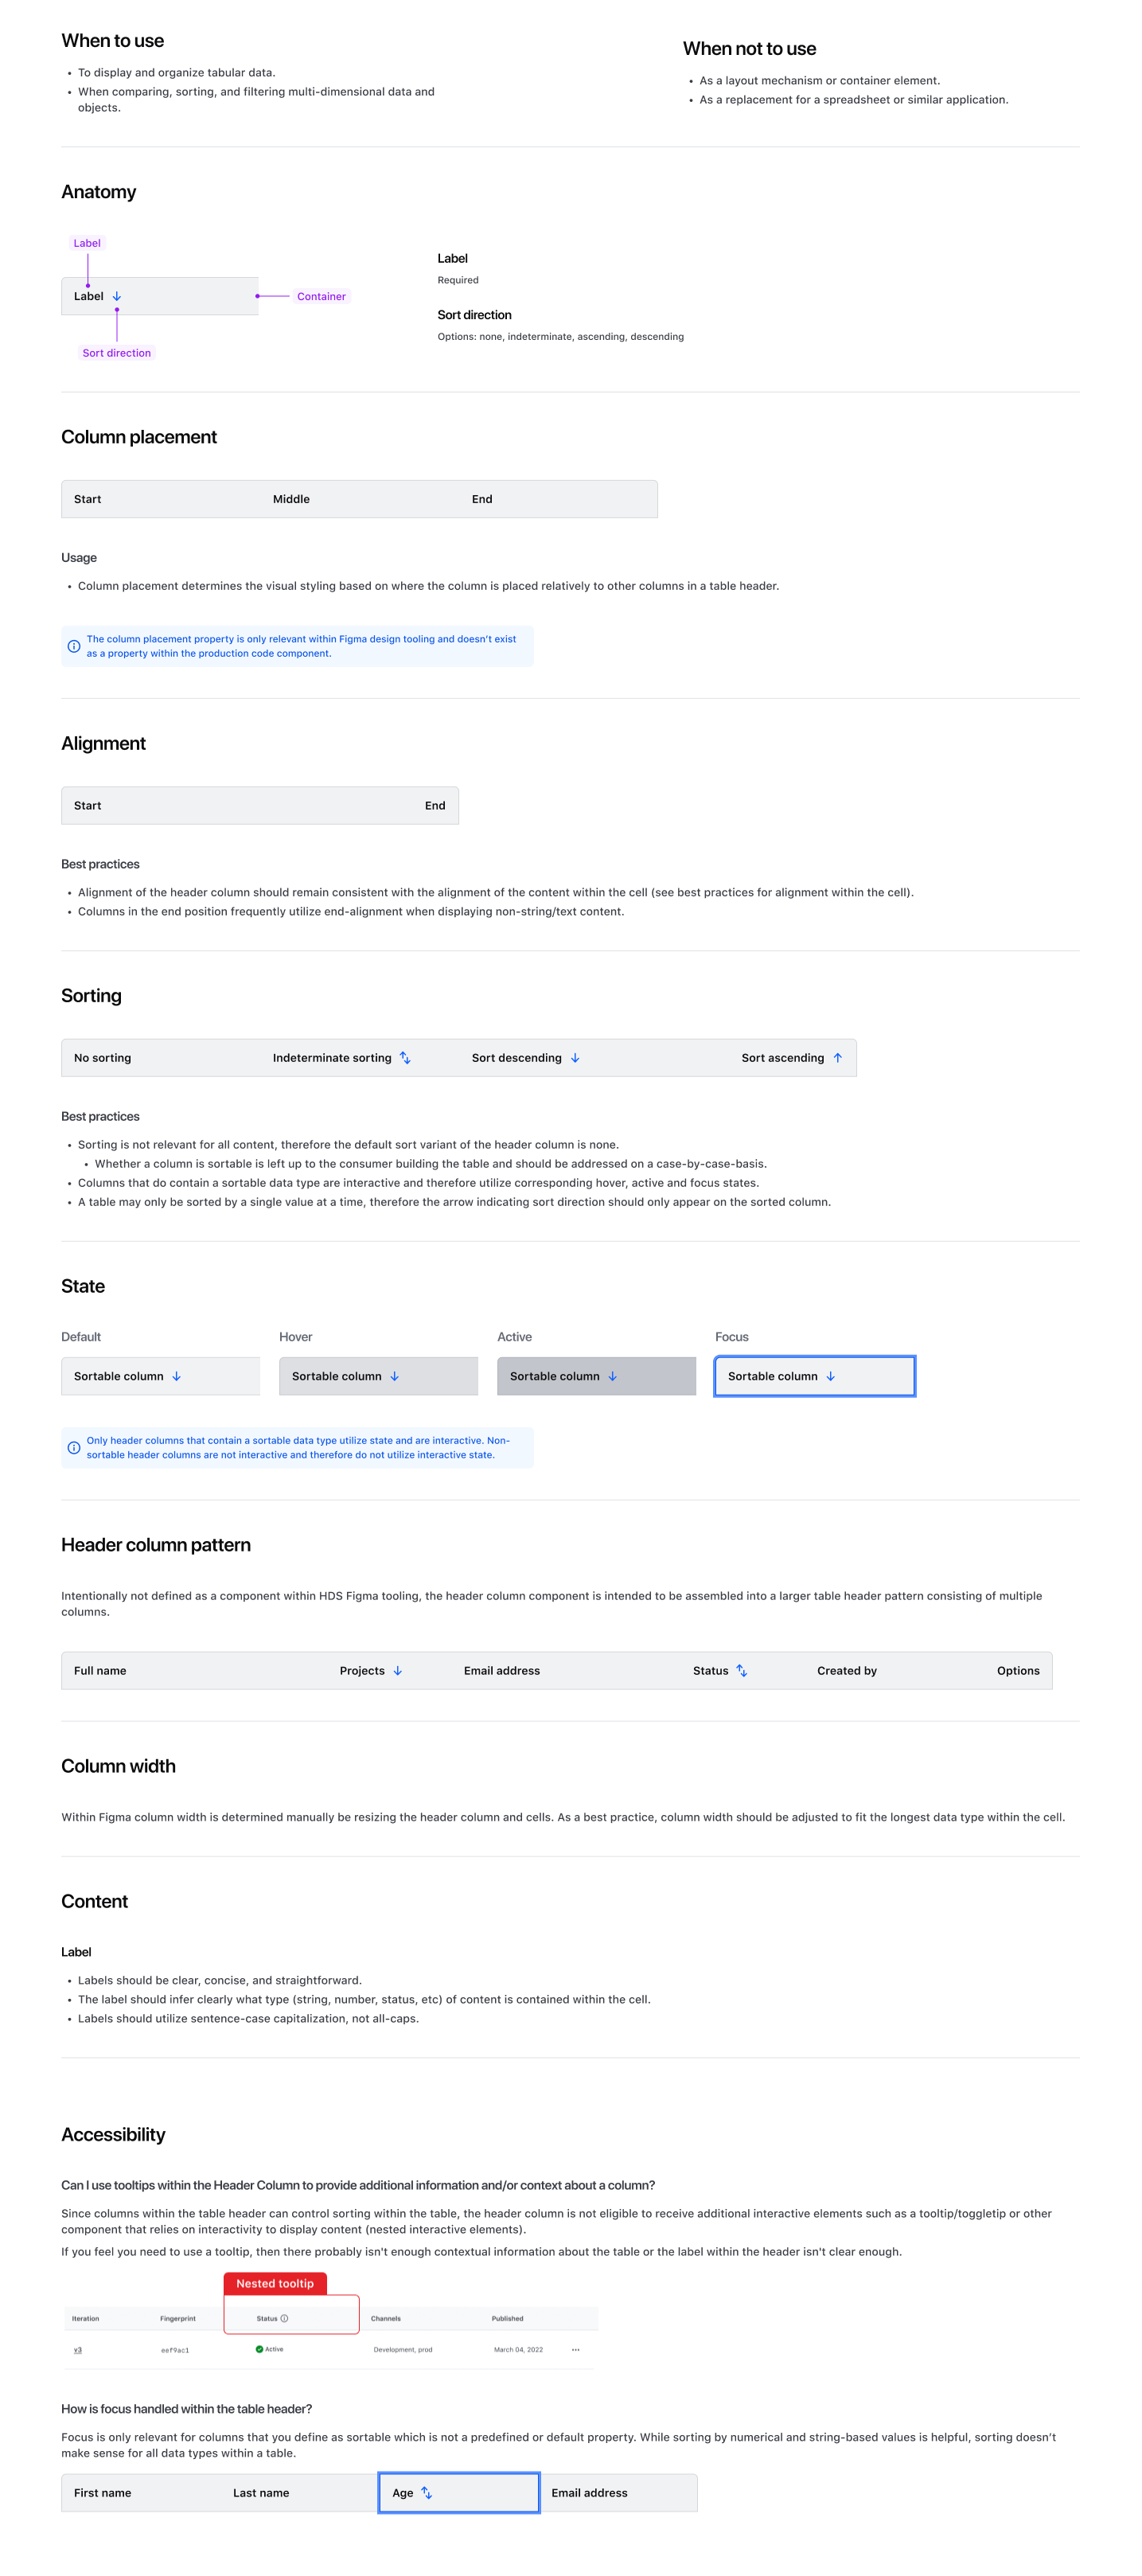 When to use
• To display and organize tabular data.
• When comparing, sorting, and filtering multi-dimensional data and
objects.
When not to use
• As a layout mechanism or container element.
• As a replacement for a spreadsheet or similar application.
Anatomy
Label
Label
Container
Sort direction
Label
Required
Sort direction
Options: none, indeterminate, ascending, descending
Column placement
Start Middle End
Usage
• Column placement determines the visual styling based on where the column is placed relatively to other columns in a table header.
The column placement property is only relevant within Figma design tooling and doesn't exist
as a property within the production code component.
Alignment
Start End
Best practices
• Alignment of the header column should remain consistent with the alignment of the content within the cell (see best practices for alignment within the cell).
• Columns in the end position frequently utilize end-alignment when displaying non-string/text content.
Sorting
No sorting Indeterminate sorting Sort descending Sort ascending
Best practices
• Sorting is not relevant for all content, therefore the default sort variant of the header column is none.
• Whether a column is sortable is left up to the consumer building the table and should be addressed on a case-by-case-basis.
• Columns that do contain a sortable data type are interactive and therefore utilize corresponding hover, active and focus states.
• A table may only be sorted by a single value at a time, therefore the arrow indicating sort direction should only appear on the sorted column.
State
Default Hover Active Focus
Sortable column Sortable column Sortable column Sortable column
Only header columns that contain a sortable data type utilize state and are interactive. Non-
sortable header columns are not interactive and therefore do not utilize interactive state.
Header column pattern
Intentionally not defined as a component within HDS Figma tooling, the header column component is intended to be assembled into a larger table header pattern consisting of multiple
columns.
Full name Projects Email address Status Created by Options
Column width
Within Figma column width is determined manually be resizing the header column and cells. As a best practice, column width should be adjusted to fit the longest data type within the cell.
Content
Label
• Labels should be clear, concise, and straightforward.
• The label should infer clearly what type (string, number, status, etc) of content is contained within the cell.
• Labels should utilize sentence-case capitalization, not all-caps.
Accessibility
Can I use tooltips within the Header Column to provide additional information and/or context about a column?
Since columns within the table header can control sorting within the table, the header column is not eligible to receive additional interactive elements such as a tooltip/toggletip or other
component that relies on interactivity to display content (nested interactive elements).
If you feel you need to use a tooltip, then there probably isn't enough contextual information about the table or the label within the header isn't clear enough.
Nested tooltip
Iteration Fingerprint Status Channels Published
v3 eef9ac1 Active Development, prod March 04, 2022
How is focus handled within the table header?
Focus is only relevant for columns that you define as sortable which is not a predefined or default property. While sorting by numerical and string-based values is helpful, sorting doesn't
make sense for all data types within a table.
First name Last name Age Email address